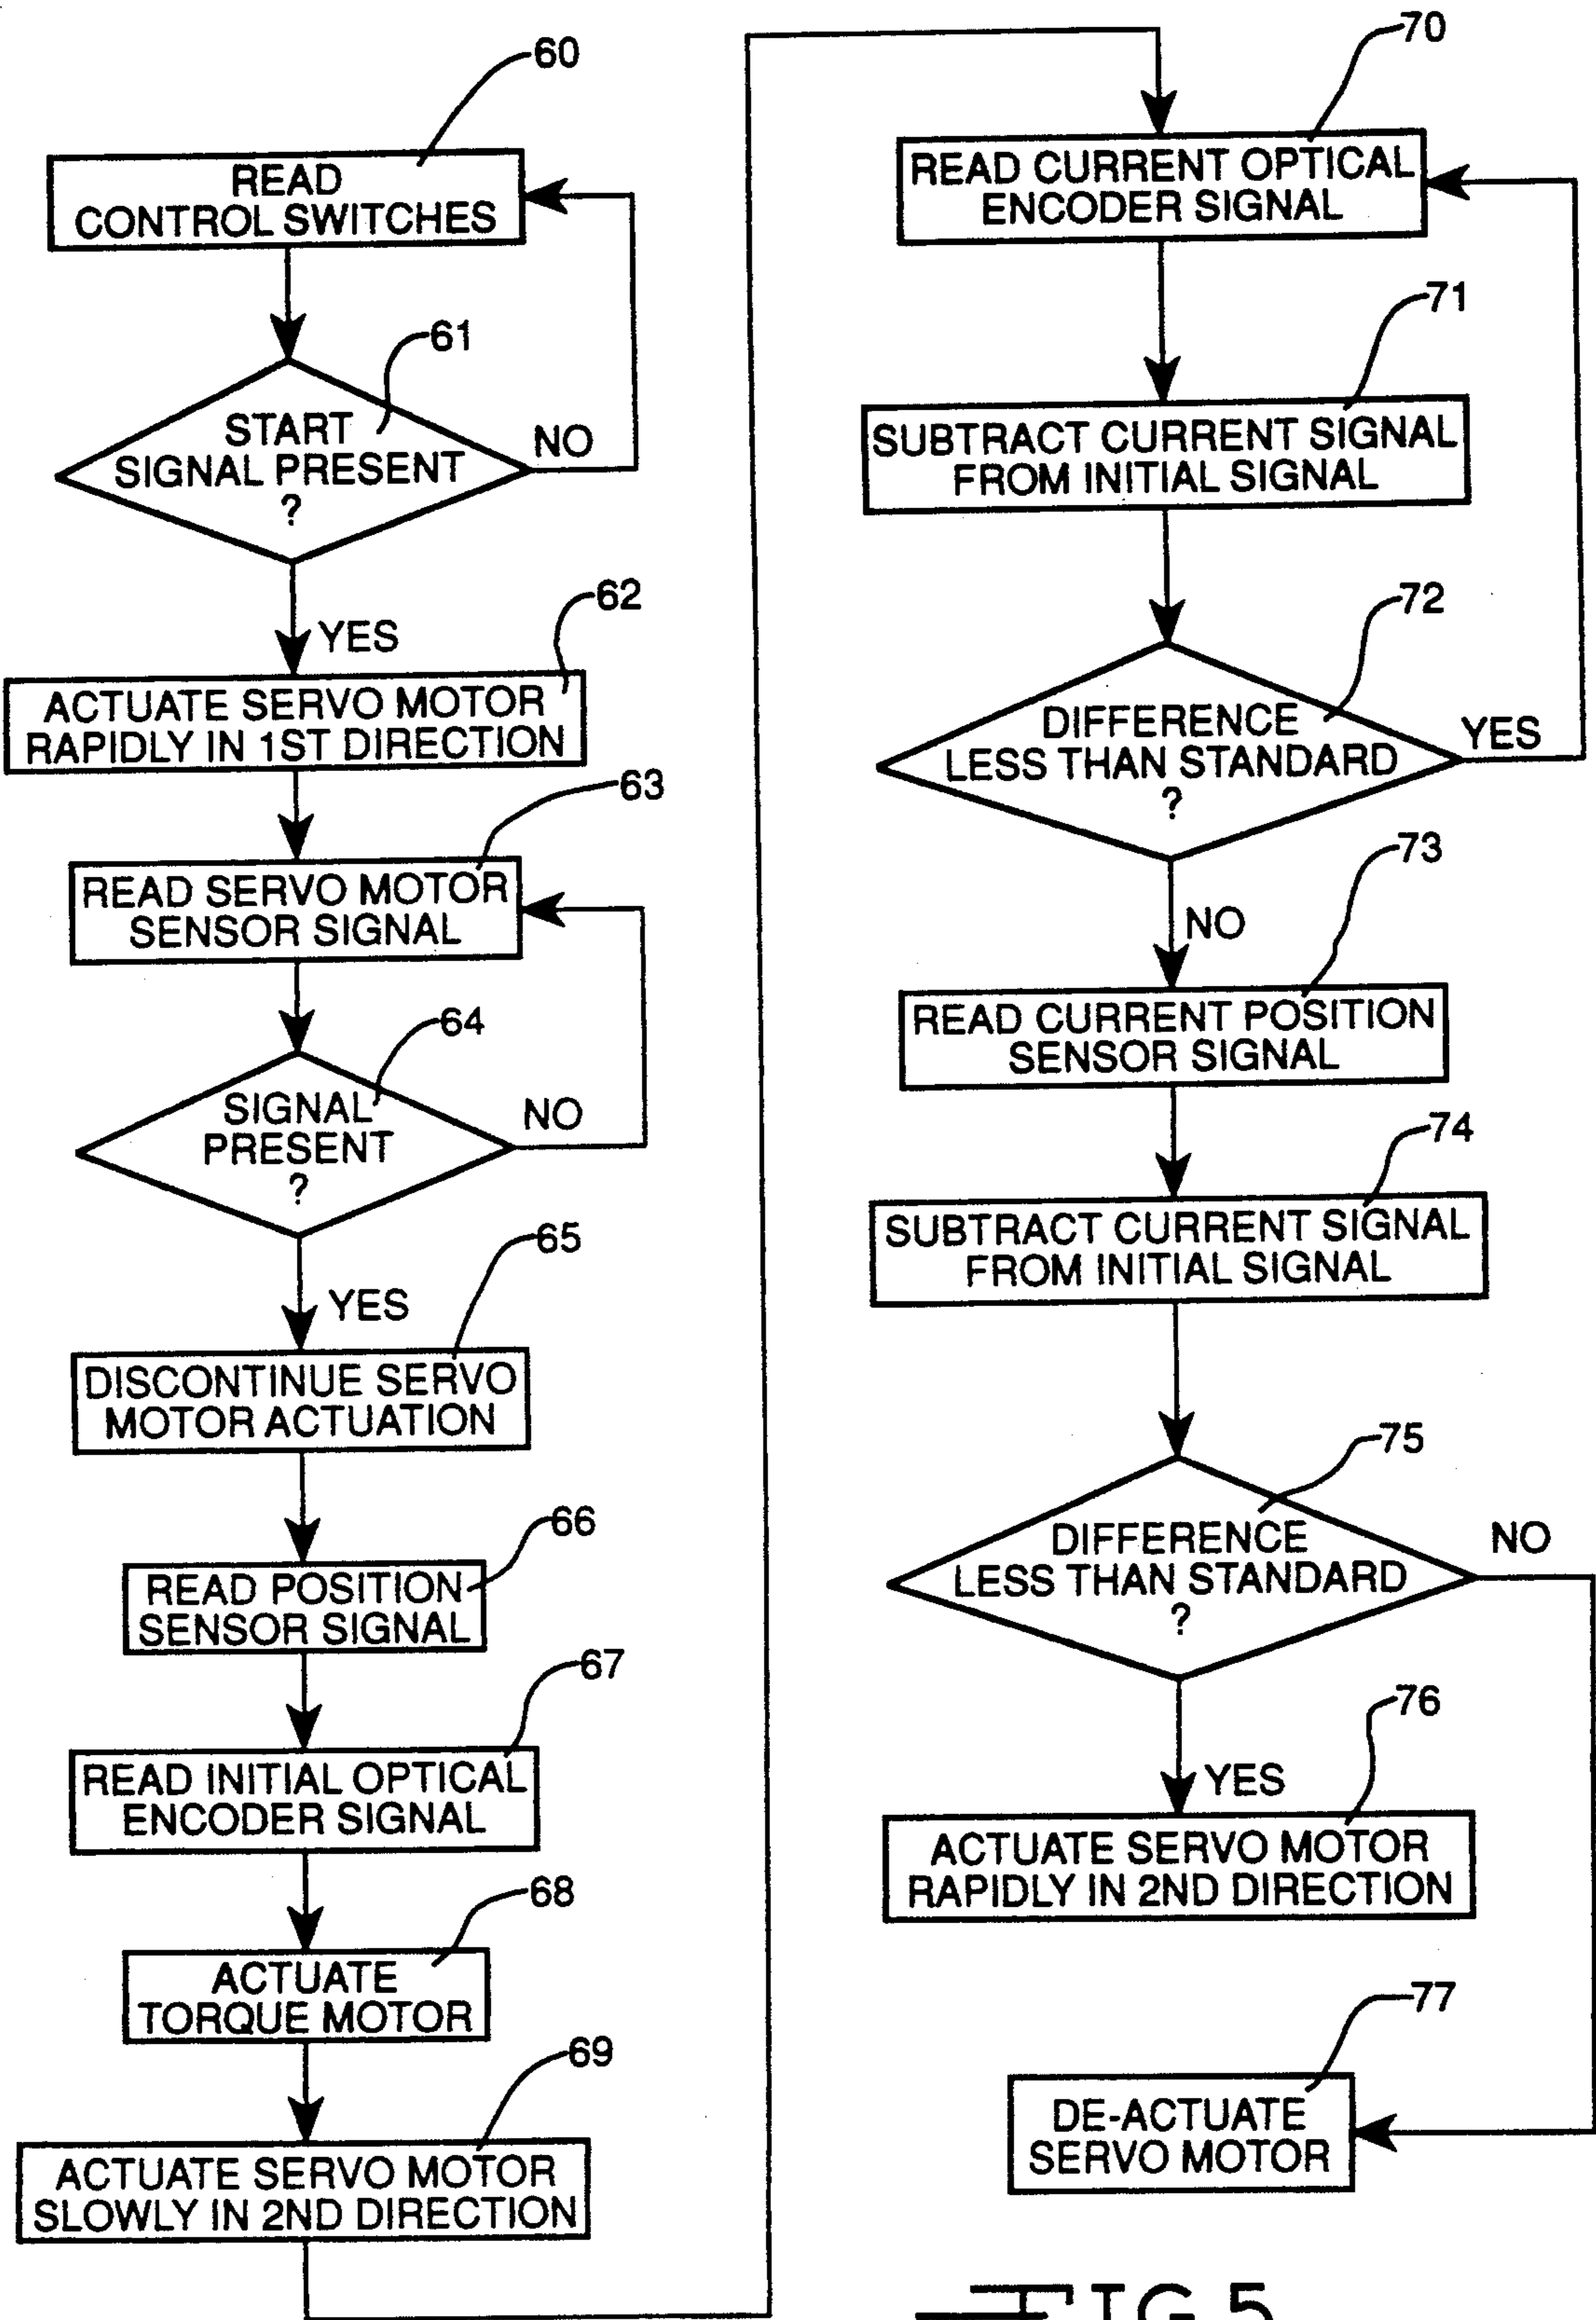 60
READ
CONTROL SWITCHES
61
START
SIGNAL PRESENT
?
NO
YES
62
ACTUATE SERVO MOTOR
RAPIDLY IN 1ST DIRECTION
63
READ SERVO MOTOR
SENSOR SIGNAL
64
SIGNAL
PRESENT
?
NO
YES
65
DISCONTINUE SERVO
MOTOR ACTUATION
66
READ POSITION
SENSOR SIGNAL
67
READ INITIAL OPTICAL
ENCODER SIGNAL
68
ACTUATE
TORQUE MOTOR
69
ACTUATE SERVO MOTOR
SLOWLY IN 2ND DIRECTION
70
READ CURRENT OPTICAL
ENCODER SIGNAL
71
SUBTRACT CURRENT SIGNAL
FROM INITIAL SIGNAL
72
DIFFERENCE
LESS THAN STANDARD
?
YES
NO
73
READ CURRENT POSITION
SENSOR SIGNAL
74
SUBTRACT CURRENT SIGNAL
FROM INITIAL SIGNAL
75
DIFFERENCE
LESS THAN STANDARD
?
NO
YES
76
ACTUATE SERVO MOTOR
RAPIDLY IN 2ND DIRECTION
77
DE-ACTUATE
SERVO MOTOR
FIG 5